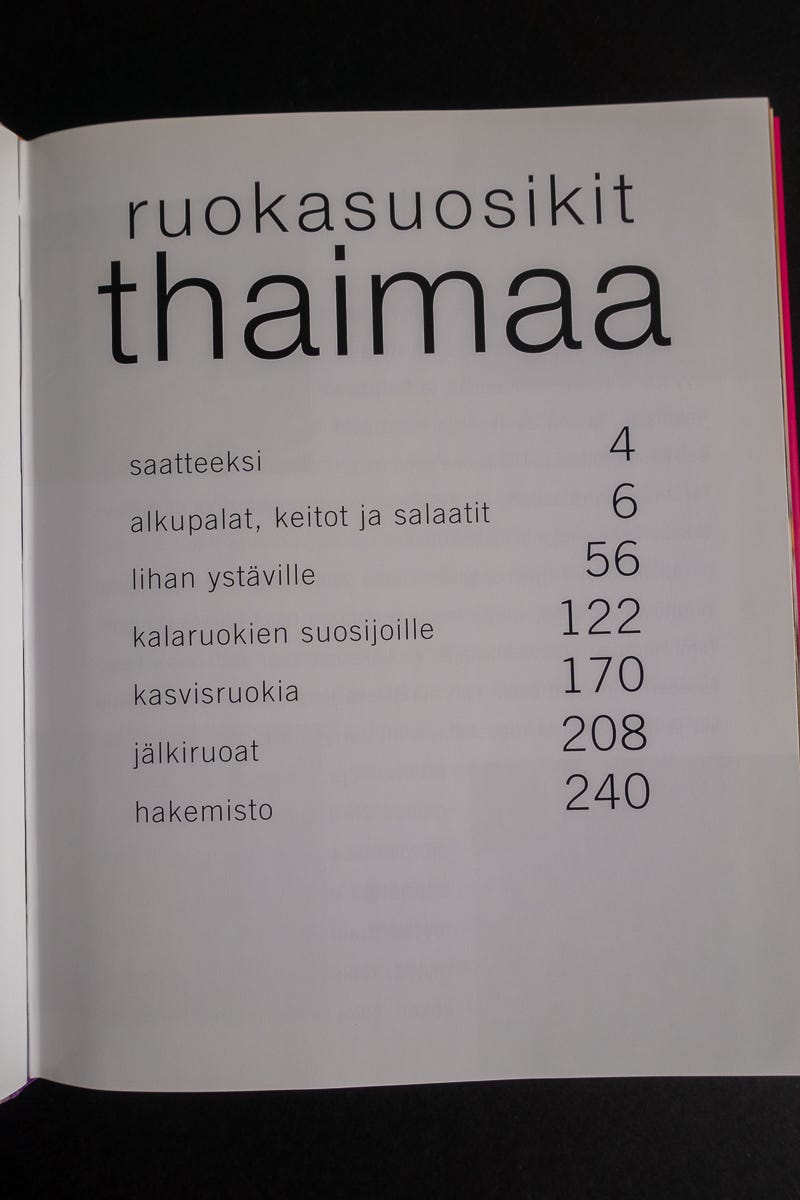 ruokasuosikit
thaimaa
saatteeksi 4
alkupalat, keitot ja salaatit 6
lihan ystäville 56
kalaruokien suosijoille 122
kasvisruokia 170
jälkiruoat 208
hakemisto 240